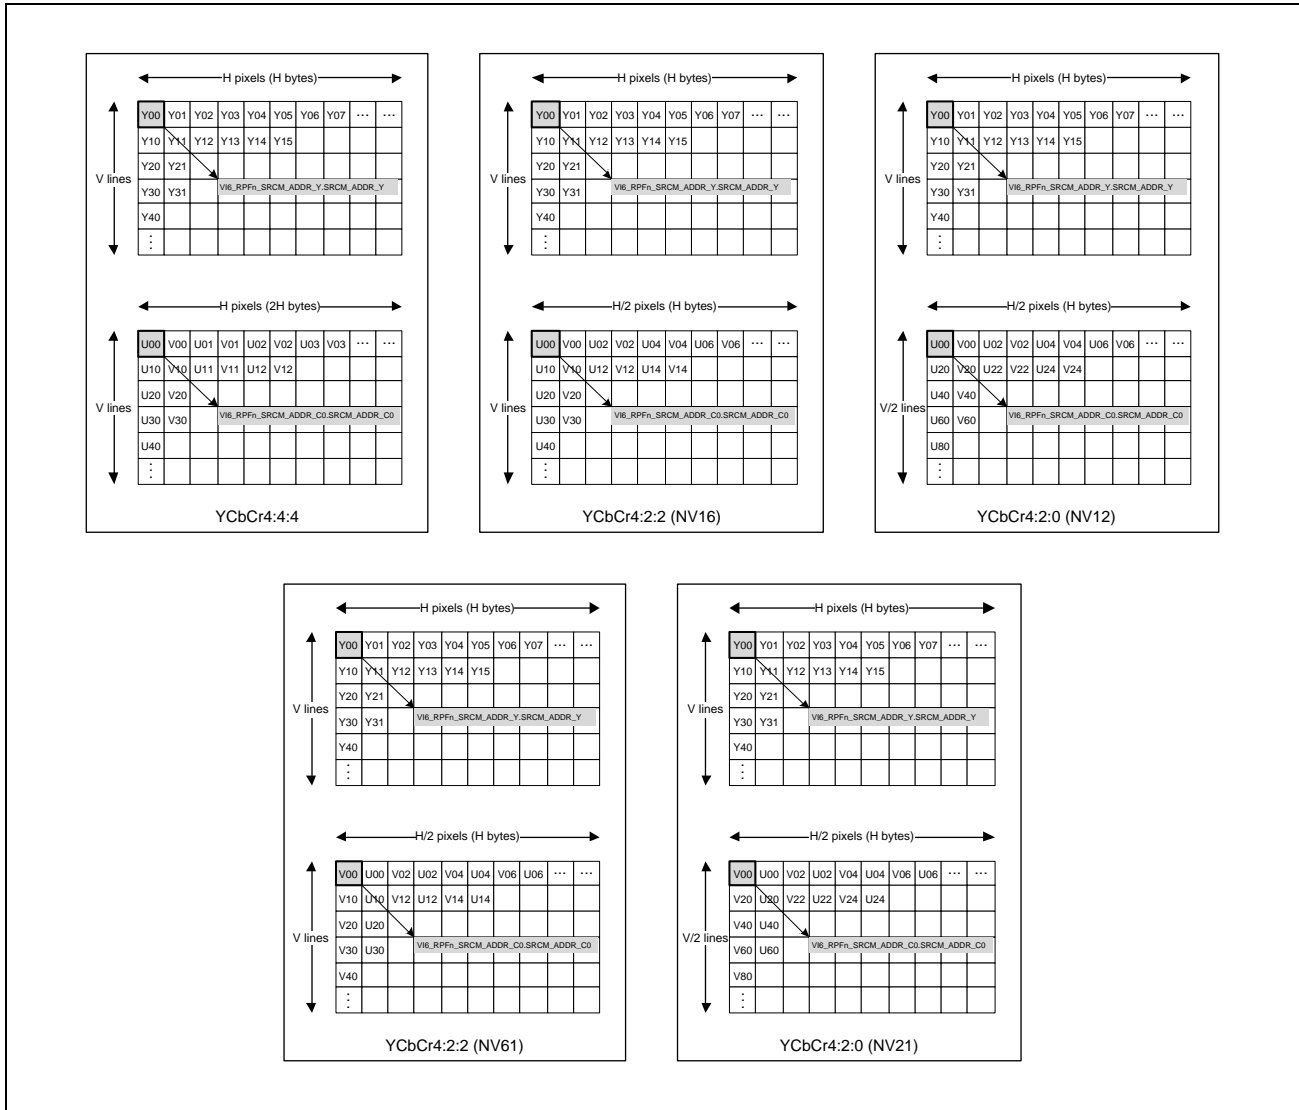 H pixels (H bytes)
Y00 Y01 Y02 Y03 Y04 Y05 Y06 Y07 ... ...
Y10 Y11 Y12 Y13 Y14 Y15
Y20 Y21
V lines
VI6_RPFn_SRCM_ADDR_Y.SRCM_ADDR_Y
Y30 Y31
Y40
⋮
H pixels (2H bytes)
U00 V00 U01 V01 U02 V02 U03 V03 ... ...
U10 V10 U11 V11 U12 V12
U20 V20
V lines
VI6_RPFn_SRCM_ADDR_C0.SRCM_ADDR_C0
U30 V30
U40
⋮
YCbCr4:4:4
H pixels (H bytes)
Y00 Y01 Y02 Y03 Y04 Y05 Y06 Y07 ... ...
Y10 Y11 Y12 Y13 Y14 Y15
Y20 Y21
V lines
VI6_RPFn_SRCM_ADDR_Y.SRCM_ADDR_Y
Y30 Y31
Y40
⋮
H/2 pixels (H bytes)
U00 V00 U02 V02 U04 V04 U06 V06 ... ...
U10 V10 U12 V12 U14 V14
U20 V20
V lines
VI6_RPFn_SRCM_ADDR_C0.SRCM_ADDR_C0
U30 V30
U40
⋮
YCbCr4:2:2 (NV16)
H pixels (H bytes)
Y00 Y01 Y02 Y03 Y04 Y05 Y06 Y07 ... ...
Y10 Y11 Y12 Y13 Y14 Y15
Y20 Y21
V lines
VI6_RPFn_SRCM_ADDR_Y.SRCM_ADDR_Y
Y30 Y31
Y40
⋮
H/2 pixels (H bytes)
U00 V00 U02 V02 U04 V04 U06 V06 ... ...
U20 V20 U22 V22 U24 V24
U40 V40
V/2 lines
VI6_RPFn_SRCM_ADDR_C0.SRCM_ADDR_C0
U60 V60
U80
⋮
YCbCr4:2:0 (NV12)
H pixels (H bytes)
Y00 Y01 Y02 Y03 Y04 Y05 Y06 Y07 ... ...
Y10 Y11 Y12 Y13 Y14 Y15
Y20 Y21
V lines
VI6_RPFn_SRCM_ADDR_Y.SRCM_ADDR_Y
Y30 Y31
Y40
⋮
H/2 pixels (H bytes)
V00 U00 V02 U02 V04 U04 V06 U06 ... ...
V10 U10 V12 U12 V14 U14
V20 U20
V lines
VI6_RPFn_SRCM_ADDR_C0.SRCM_ADDR_C0
V30 U30
V40
⋮
YCbCr4:2:2 (NV61)
H pixels (H bytes)
Y00 Y01 Y02 Y03 Y04 Y05 Y06 Y07 ... ...
Y10 Y11 Y12 Y13 Y14 Y15
Y20 Y21
V lines
VI6_RPFn_SRCM_ADDR_Y.SRCM_ADDR_Y
Y30 Y31
Y40
⋮
H/2 pixels (H bytes)
V00 U00 V02 U02 V04 U04 V06 U06 ... ...
V20 U20 V22 U22 V24 U24
V40 U40
V/2 lines
VI6_RPFn_SRCM_ADDR_C0.SRCM_ADDR_C0
V60 U60
V80
⋮
YCbCr4:2:0 (NV21)